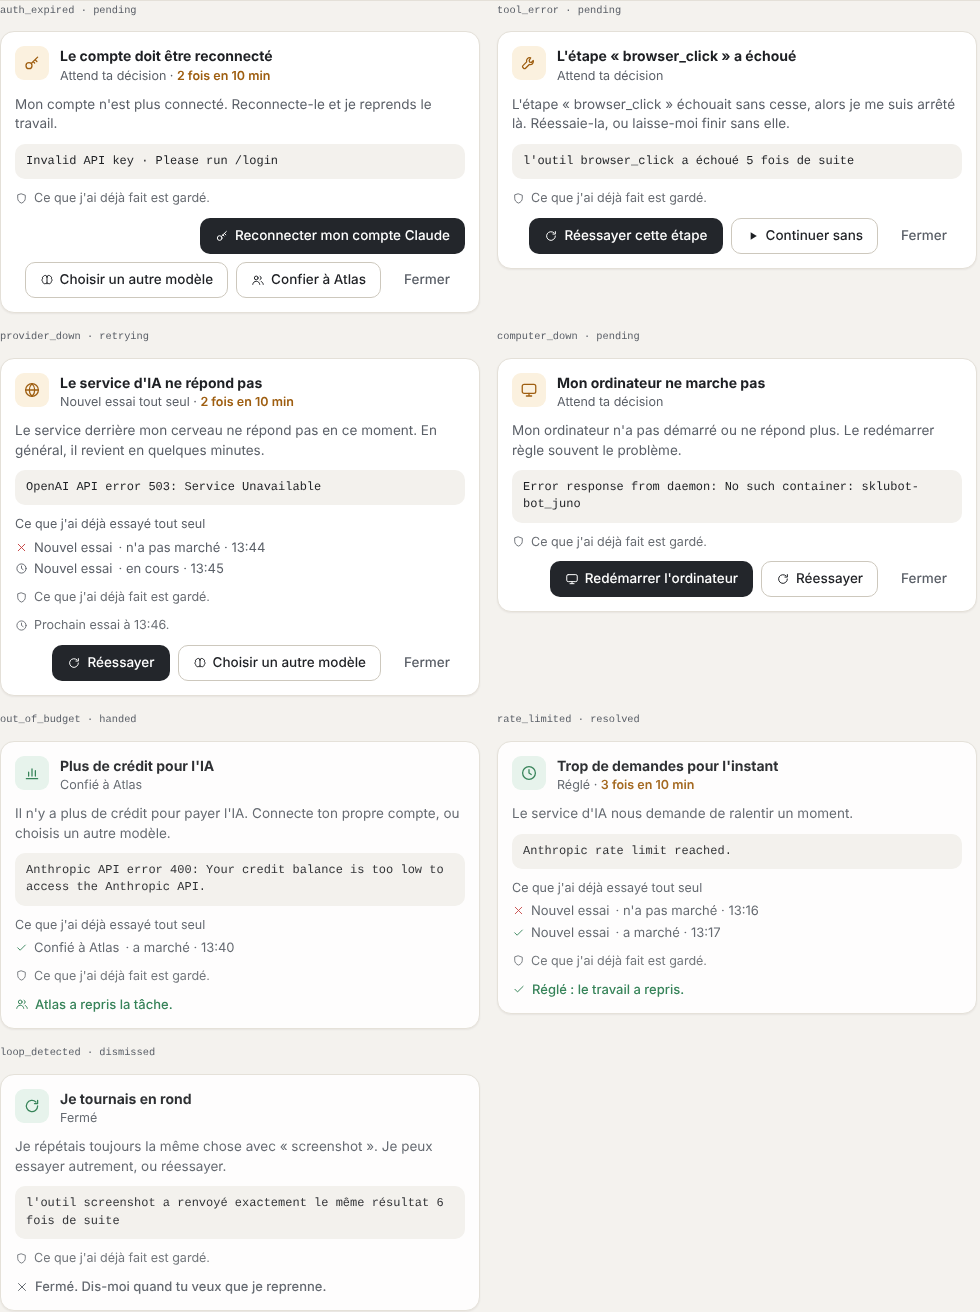 auth_expired · pending
Le compte doit être reconnecté
Attend ta décision · 2 fois en 10 min
Mon compte n'est plus connecté. Reconnecte-le et je reprends le
travail.
Invalid API key · Please run /login
Ce que j'ai déjà fait est gardé.
Reconnecter mon compte Claude
Choisir un autre modèle
Confier à Atlas
Fermer
tool_error · pending
L'étape « browser_click » a échoué
Attend ta décision
L'étape « browser_click » échouait sans cesse, alors je me suis arrêté
là. Réessaie-la, ou laisse-moi finir sans elle.
l'outil browser_click a échoué 5 fois de suite
Ce que j'ai déjà fait est gardé.
Réessayer cette étape
Continuer sans
Fermer
provider_down · retrying
Le service d'IA ne répond pas
Nouvel essai tout seul · 2 fois en 10 min
Le service derrière mon cerveau ne répond pas en ce moment. En
général, il revient en quelques minutes.
OpenAI API error 503: Service Unavailable
Ce que j'ai déjà essayé tout seul
Nouvel essai · n'a pas marché · 13:44
Nouvel essai · en cours · 13:45
Ce que j'ai déjà fait est gardé.
Prochain essai à 13:46.
Réessayer
Choisir un autre modèle
Fermer
computer_down · pending
Mon ordinateur ne marche pas
Attend ta décision
Mon ordinateur n'a pas démarré ou ne répond plus. Le redémarrer
règle souvent le problème.
Error response from daemon: No such container: sklubot-
bot_juno
Ce que j'ai déjà fait est gardé.
Redémarrer l'ordinateur
Réessayer
Fermer
out_of_budget · handed
Plus de crédit pour l'IA
Confié à Atlas
Il n'y a plus de crédit pour payer l'IA. Connecte ton propre compte, ou
choisis un autre modèle.
Anthropic API error 400: Your credit balance is too low to
access the Anthropic API.
Ce que j'ai déjà essayé tout seul
Confié à Atlas · a marché · 13:40
Ce que j'ai déjà fait est gardé.
Atlas a repris la tâche.
rate_limited · resolved
Trop de demandes pour l'instant
Réglé · 3 fois en 10 min
Le service d'IA nous demande de ralentir un moment.
Anthropic rate limit reached.
Ce que j'ai déjà essayé tout seul
Nouvel essai · n'a pas marché · 13:16
Nouvel essai · a marché · 13:17
Ce que j'ai déjà fait est gardé.
Réglé : le travail a repris.
loop_detected · dismissed
Je tournais en rond
Fermé
Je répétais toujours la même chose avec « screenshot ». Je peux
essayer autrement, ou réessayer.
l'outil screenshot a renvoyé exactement le même résultat 6
fois de suite
Ce que j'ai déjà fait est gardé.
Fermé. Dis-moi quand tu veux que je reprenne.